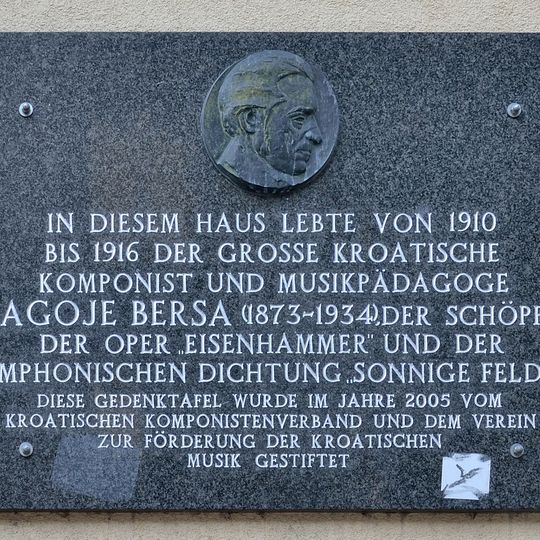 IN DIESEM HAUS LEBTE VON 1910
BIS 1916 DER GROSSE KROATISCHE
KOMPONIST UND MUSIKPÄDAGOGE
AGOJE BERSA (1873-1934), DER SCHÖPF
DER OPER „EISENHAMMER" UND DER
MPHONISCHEN DICHTUNG „SONNIGE FELD
DIESE GEDENKTAFEL WURDE IM JAHRE 2005 VOM
KROATISCHEN KOMPONISTENVERBAND UND DEM VEREIN
ZUR FÖRDERUNG DER KROATISCHEN
MUSIK GESTIFTET